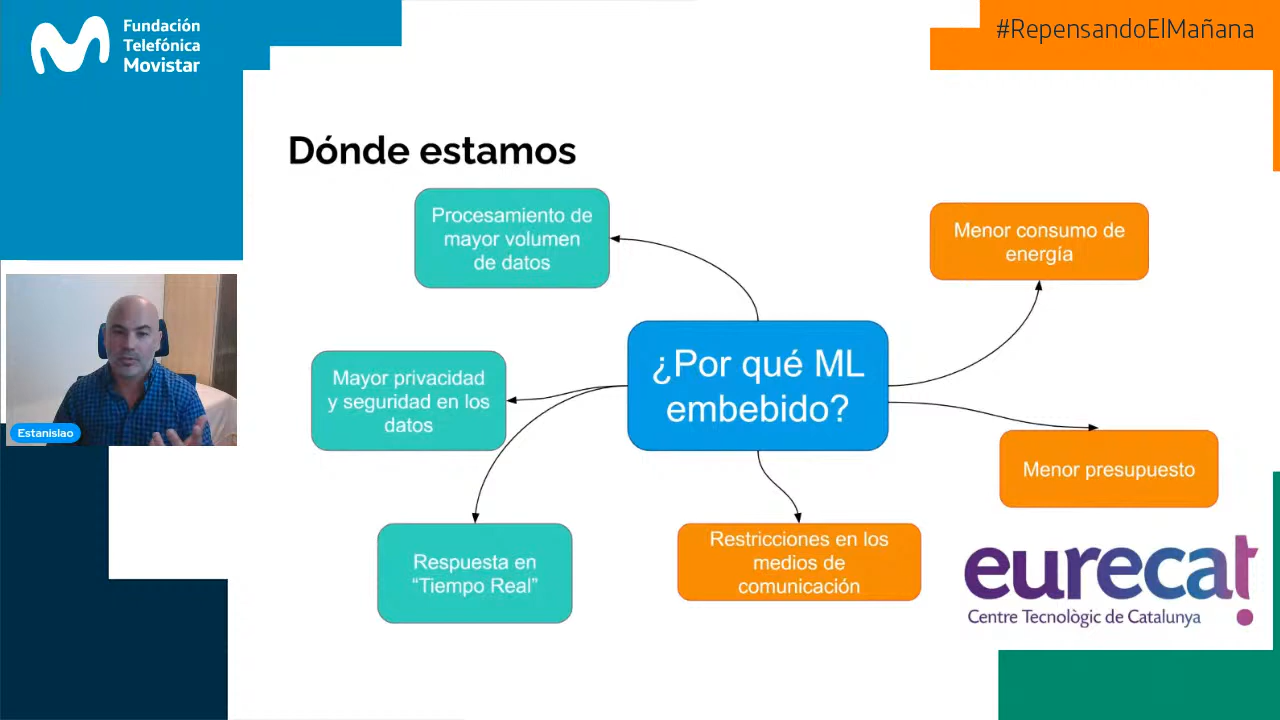 Fundación
Telefónica
Movistar
#RepensandoElMañana
Dónde estamos
Procesamiento de
mayor volumen
de datos
Menor consumo de
energía
¿Por qué ML
embebido?
Mayor privacidad
y seguridad en los
datos
Estanislao
Menor presupuesto
Respuesta en
“Tiempo Real”
Restricciones en los
medios de
comunicación
eurecat
Centre Tecnològic de Catalunya